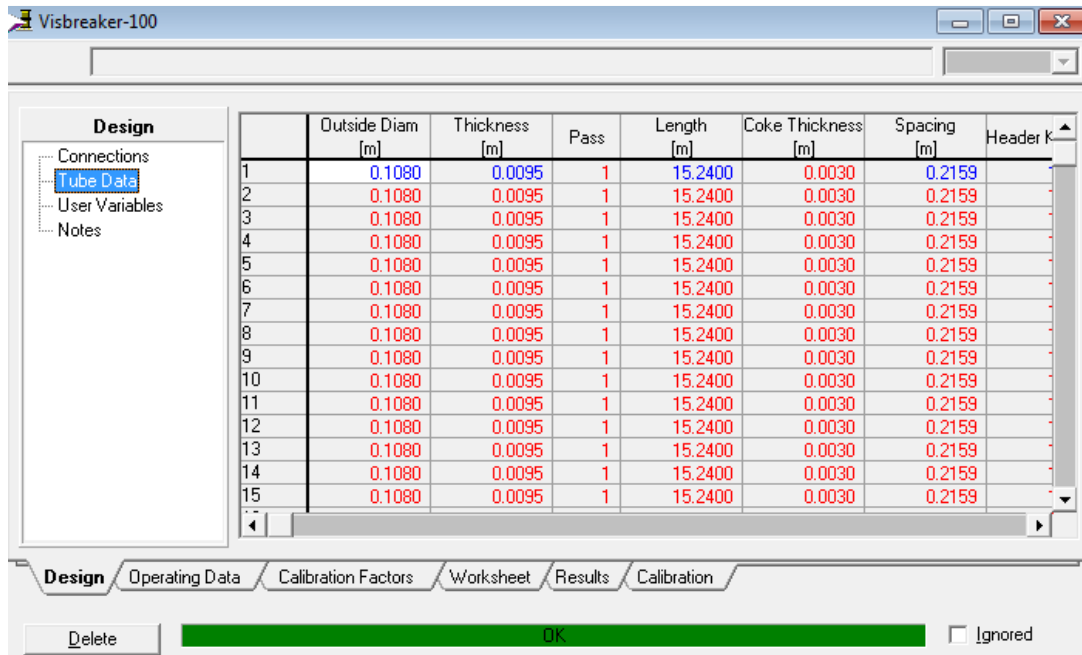 Visbreaker-100
Design
Connections
Tube Data
User Variables
Notes
Outside Diam [m] Thickness [m] Pass Length [m] Coke Thickness [m] Spacing [m] Header K
1 0.1080 0.0095 1 15.2400 0.0030 0.2159
2 0.1080 0.0095 1 15.2400 0.0030 0.2159
3 0.1080 0.0095 1 15.2400 0.0030 0.2159
4 0.1080 0.0095 1 15.2400 0.0030 0.2159
5 0.1080 0.0095 1 15.2400 0.0030 0.2159
6 0.1080 0.0095 1 15.2400 0.0030 0.2159
7 0.1080 0.0095 1 15.2400 0.0030 0.2159
8 0.1080 0.0095 1 15.2400 0.0030 0.2159
9 0.1080 0.0095 1 15.2400 0.0030 0.2159
10 0.1080 0.0095 1 15.2400 0.0030 0.2159
11 0.1080 0.0095 1 15.2400 0.0030 0.2159
12 0.1080 0.0095 1 15.2400 0.0030 0.2159
13 0.1080 0.0095 1 15.2400 0.0030 0.2159
14 0.1080 0.0095 1 15.2400 0.0030 0.2159
15 0.1080 0.0095 1 15.2400 0.0030 0.2159
Design Operating Data Calibration Factors Worksheet Results Calibration
Delete OK Ignored